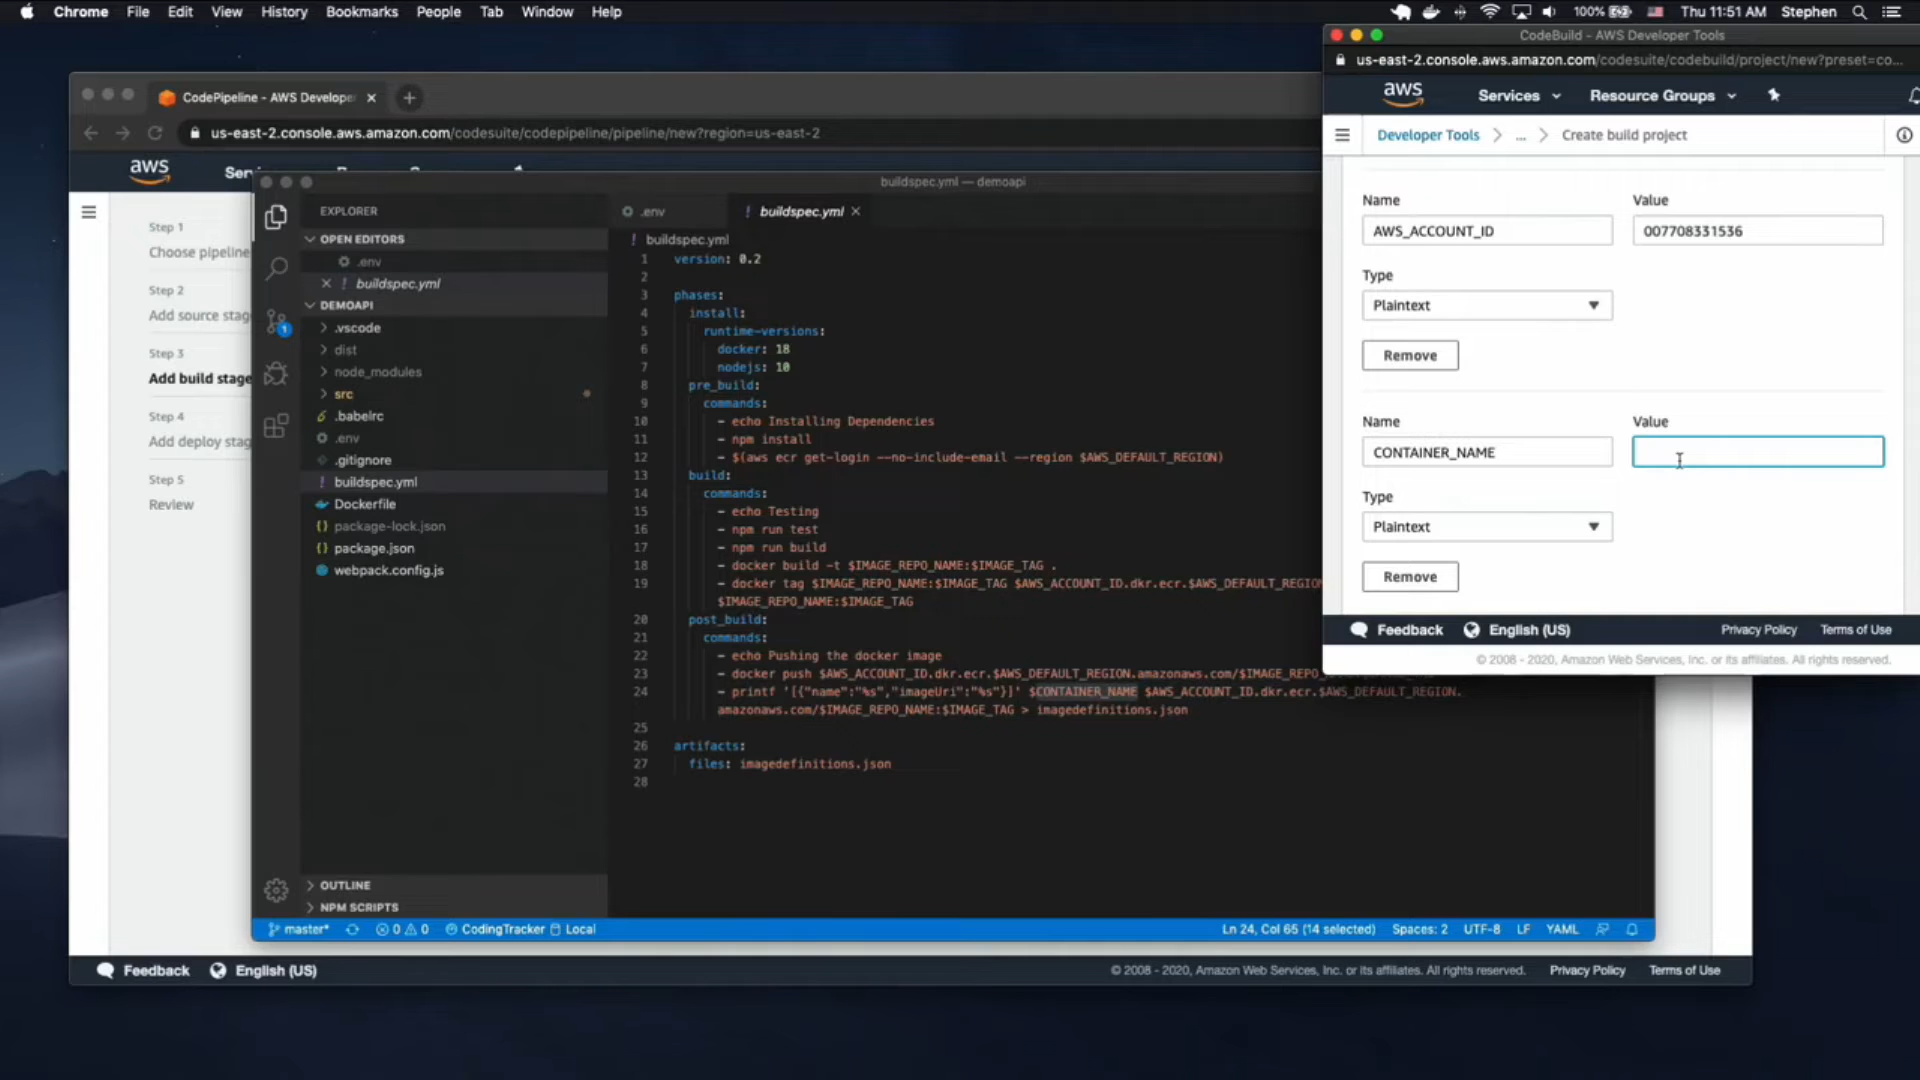 Chrome File Edit View History Bookmarks People Tab Window Help
100% Thu 11:51 AM Stephen
CodePipeline - AWS Develope
us-east-2.console.aws.amazon.com/codesuite/codepipeline/pipeline/new?region=us-east-2
aws
Step 1
Choose pipeline
Step 2
Add source stag
Step 3
Add build stage
Step 4
Add deploy stag
Step 5
Review
buildspec.yml — demoapi
EXPLORER
OPEN EDITORS
.env
buildspec.yml
DEMOAPI
.vscode
dist
node_modules
src
.babelrc
.env
.gitignore
buildspec.yml
Dockerfile
package-lock.json
package.json
webpack.config.js
OUTLINE
NPM SCRIPTS
1
.env
! buildspec.yml
! buildspec.yml
1 version: 0.2
2
3 phases:
4 install:
5 runtime-versions:
6 docker: 18
7 nodejs: 10
8 pre_build:
9 commands:
10 - echo Installing Dependencies
11 - npm install
12 - $(aws ecr get-login --no-include-email --region $AWS_DEFAULT_REGION)
13 build:
14 commands:
15 - echo Testing
16 - npm run test
17 - npm run build
18 - docker build -t $IMAGE_REPO_NAME:$IMAGE_TAG .
19 - docker tag $IMAGE_REPO_NAME:$IMAGE_TAG $AWS_ACCOUNT_ID.dkr.ecr.$AWS_DEFAULT_REGION
$IMAGE_REPO_NAME:$IMAGE_TAG
20 post_build:
21 commands:
22 - echo Pushing the docker image
23 - docker push $AWS_ACCOUNT_ID.dkr.ecr.$AWS_DEFAULT_REGION.amazonaws.com/$IMAGE_REPO
24 - printf '[{"name":"%s","imageUri":"%s"}]' $CONTAINER_NAME $AWS_ACCOUNT_ID.dkr.ecr.$AWS_DEFAULT_REGION.
amazonaws.com/$IMAGE_REPO_NAME:$IMAGE_TAG > imagedefinitions.json
25
26 artifacts:
27 files: imagedefinitions.json
28
master* 0 0 CodingTracker Local
Ln 24, Col 65 (14 selected) Spaces: 2 UTF-8 LF YAML
Feedback English (US)
© 2008 - 2020, Amazon Web Services, Inc. or its affiliates. All rights reserved. Privacy Policy Terms of Use
CodeBuild - AWS Developer Tools
us-east-2.console.aws.amazon.com/codesuite/codebuild/project/new?preset=co...
aws Services Resource Groups
Developer Tools > ... > Create build project
Name Value
AWS_ACCOUNT_ID 007708331536
Type
Plaintext
Remove
Name Value
CONTAINER_NAME
Type
Plaintext
Remove
Feedback English (US) Privacy Policy Terms of Use
© 2008 - 2020, Amazon Web Services, Inc. or its affiliates. All rights reserved.